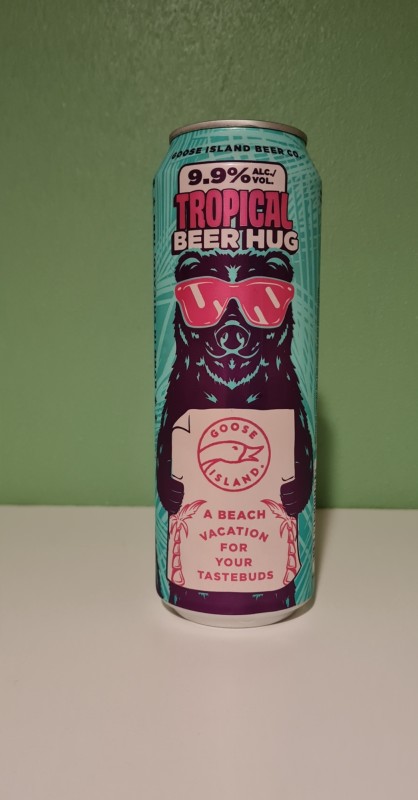 GOOSE ISLAND BEER CO.
9.9% ALC./
VOL.
TROPICAL
BEER HUG
GOOSE
ISLAND.
A BEACH
VACATION
FOR
YOUR
TASTEBUDS